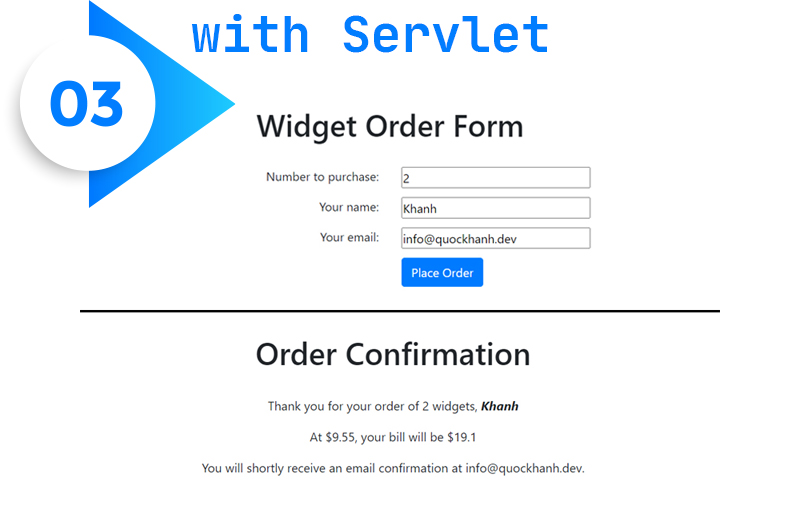 with Servlet
03
Widget Order Form
Number to purchase: 2
Your name: Khanh
Your email: info@quockhanh.dev
Place Order
Order Confirmation
Thank you for your order of 2 widgets, Khanh
At $9.55, your bill will be $19.1
You will shortly receive an email confirmation at info@quockhanh.dev.